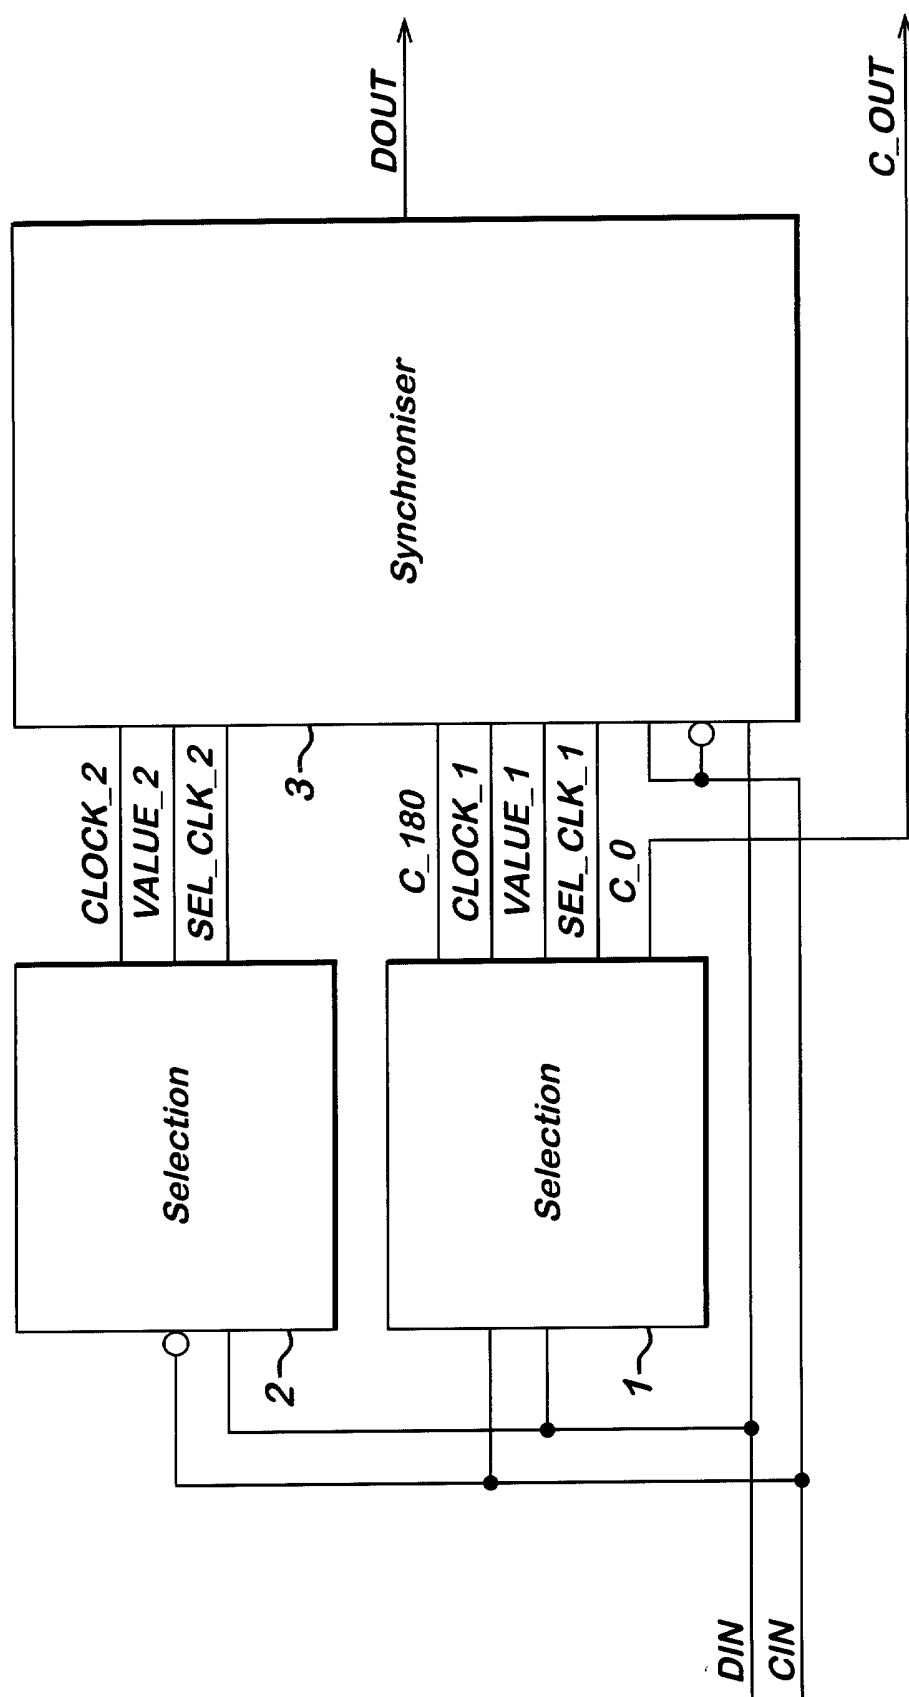 CLOCK_2
VALUE_2
SEL_CLK_2
Selection
2
3
Synchroniser
DOUT
C_180
CLOCK_1
VALUE_1
SEL_CLK_1
C_0
Selection
1
DIN
CIN
C_OUT